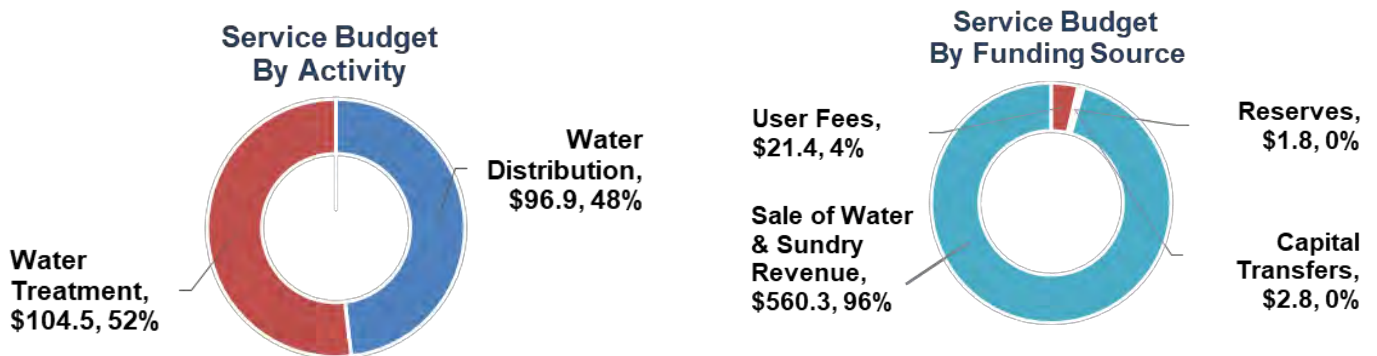 Service Budget
By Activity
Water
Distribution,
$96.9, 48%
Water
Treatment,
$104.5, 52%
Service Budget
By Funding Source
User Fees,
$21.4, 4%
Reserves,
$1.8, 0%
Sale of Water
& Sundry
Revenue,
$560.3, 96%
Capital
Transfers,
$2.8, 0%